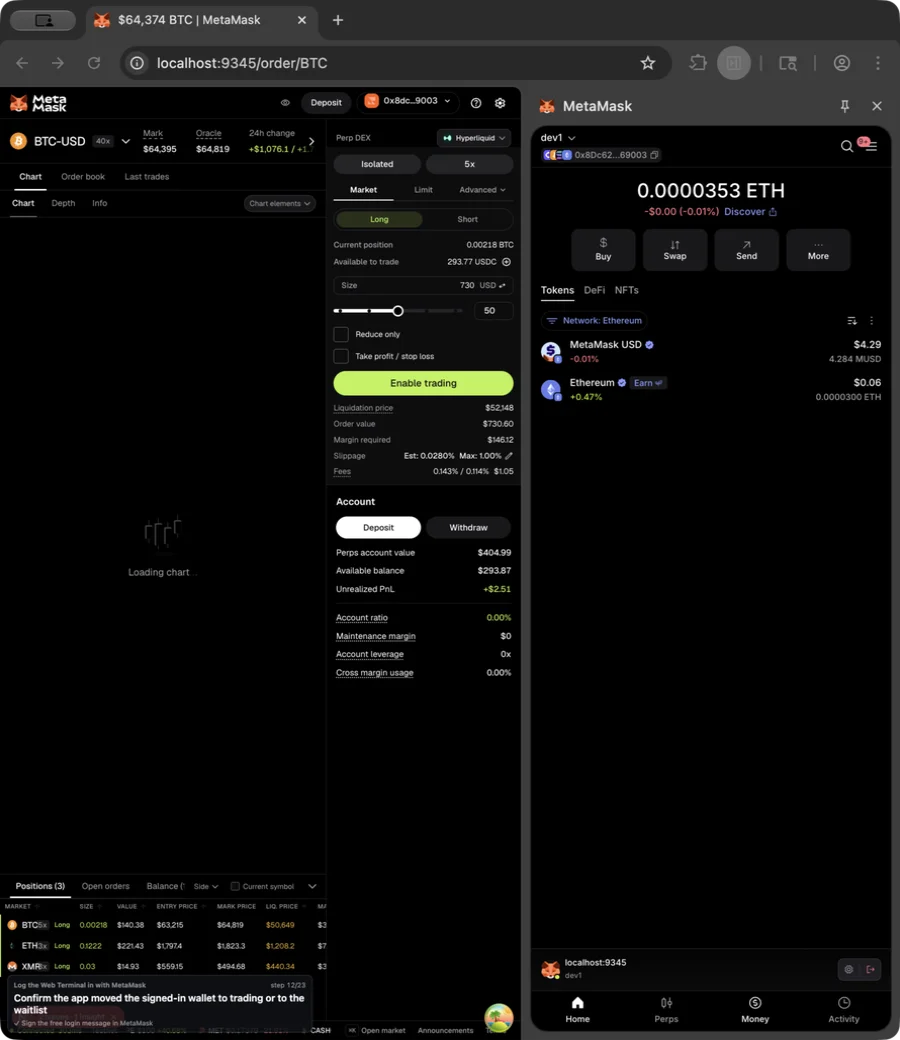 $64,374 BTC | MetaMask
localhost:9345/order/BTC
Meta Mask
Deposit
0x8dc...9003
BTC-USD 40x
Mark
$64,395
Oracle
$64,819
24h change
+$1,076.1 / +1.
Chart
Order book
Last trades
Chart
Depth
Info
Chart elements
Loading chart...
Perp DEX
Hyperliquid
Isolated
5x
Market
Limit
Advanced
Long
Short
Current position 0.00218 BTC
Available to trade 293.77 USDC
Size 730 USD
50
Reduce only
Take profit / stop loss
Enable trading
Liquidation price $52,148
Order value $730.60
Margin required $146.12
Slippage Est: 0.0280% Max: 1.00%
Fees 0.143% / 0.114% $1.05
Account
Deposit
Withdraw
Perps account value $404.99
Available balance $293.87
Unrealized PnL +$2.51
Account ratio 0.00%
Maintenance margin $0
Account leverage 0x
Cross margin usage 0.00%
Positions (3)
Open orders
Balance (
Side
Current symbol
MARKET SIZE VALUE ENTRY PRICE MARK PRICE LIQ. PRICE
BTC 5x Long 0.00218 $140.38 $63,215 $64,819 $50,649
ETH 3x Long 0.1222 $221.43 $1,797.4 $1,823.3 $1,208.2
XMR Long 0.03 $14.93 $559.15 $494.68 $440.34
Log the Web Terminal in with MetaMask step 12/23
Confirm the app moved the signed-in wallet to trading or to the
waitlist
✓ Sign the free login message in MetaMask
CASH
Open market
Announcements
MetaMask
dev1
0x8Dc62...69003
9+
0.0000353 ETH
-$0.00 (-0.01%) Discover
Buy
Swap
Send
More
Tokens
DeFi
NFTs
Network: Ethereum
MetaMask USD $4.29
-0.01% 4.284 MUSD
Ethereum Earn $0.06
+0.47% 0.0000300 ETH
localhost:9345
dev1
Home
Perps
Money
Activity